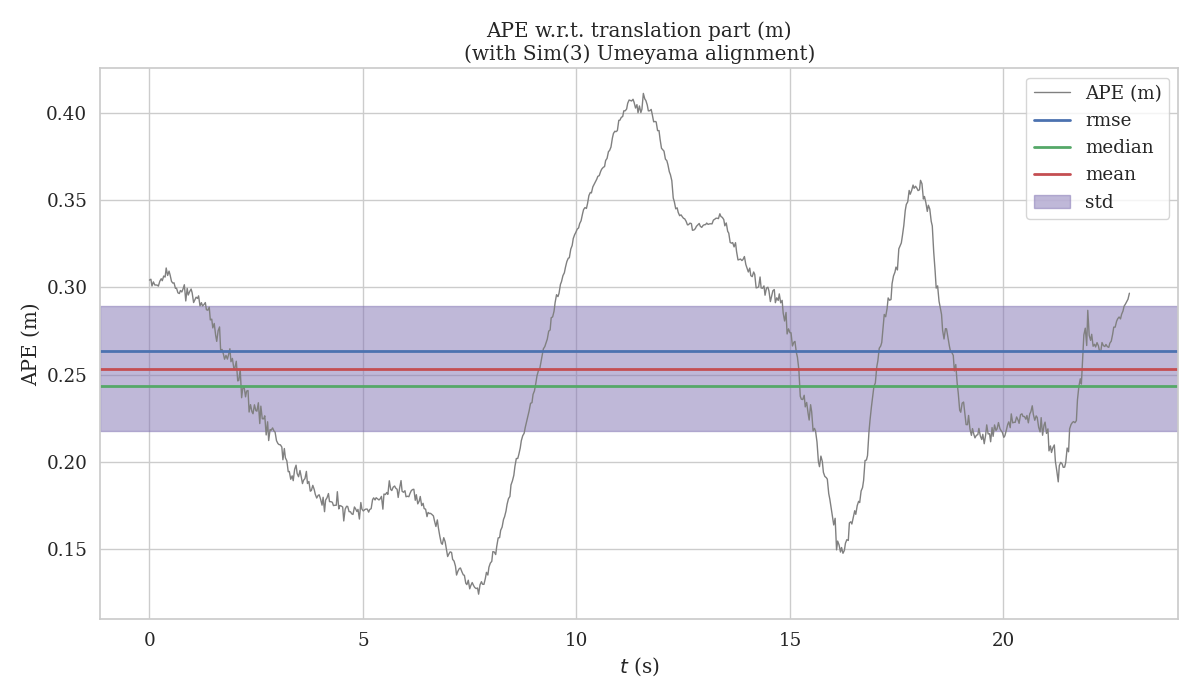 APE w.r.t. translation part (m)
(with Sim(3) Umeyama alignment)
APE (m)
rmse
median
mean
std
0.40
0.35
0.30
0.25
0.20
0.15
APE (m)
0
5
10
15
20
t (s)